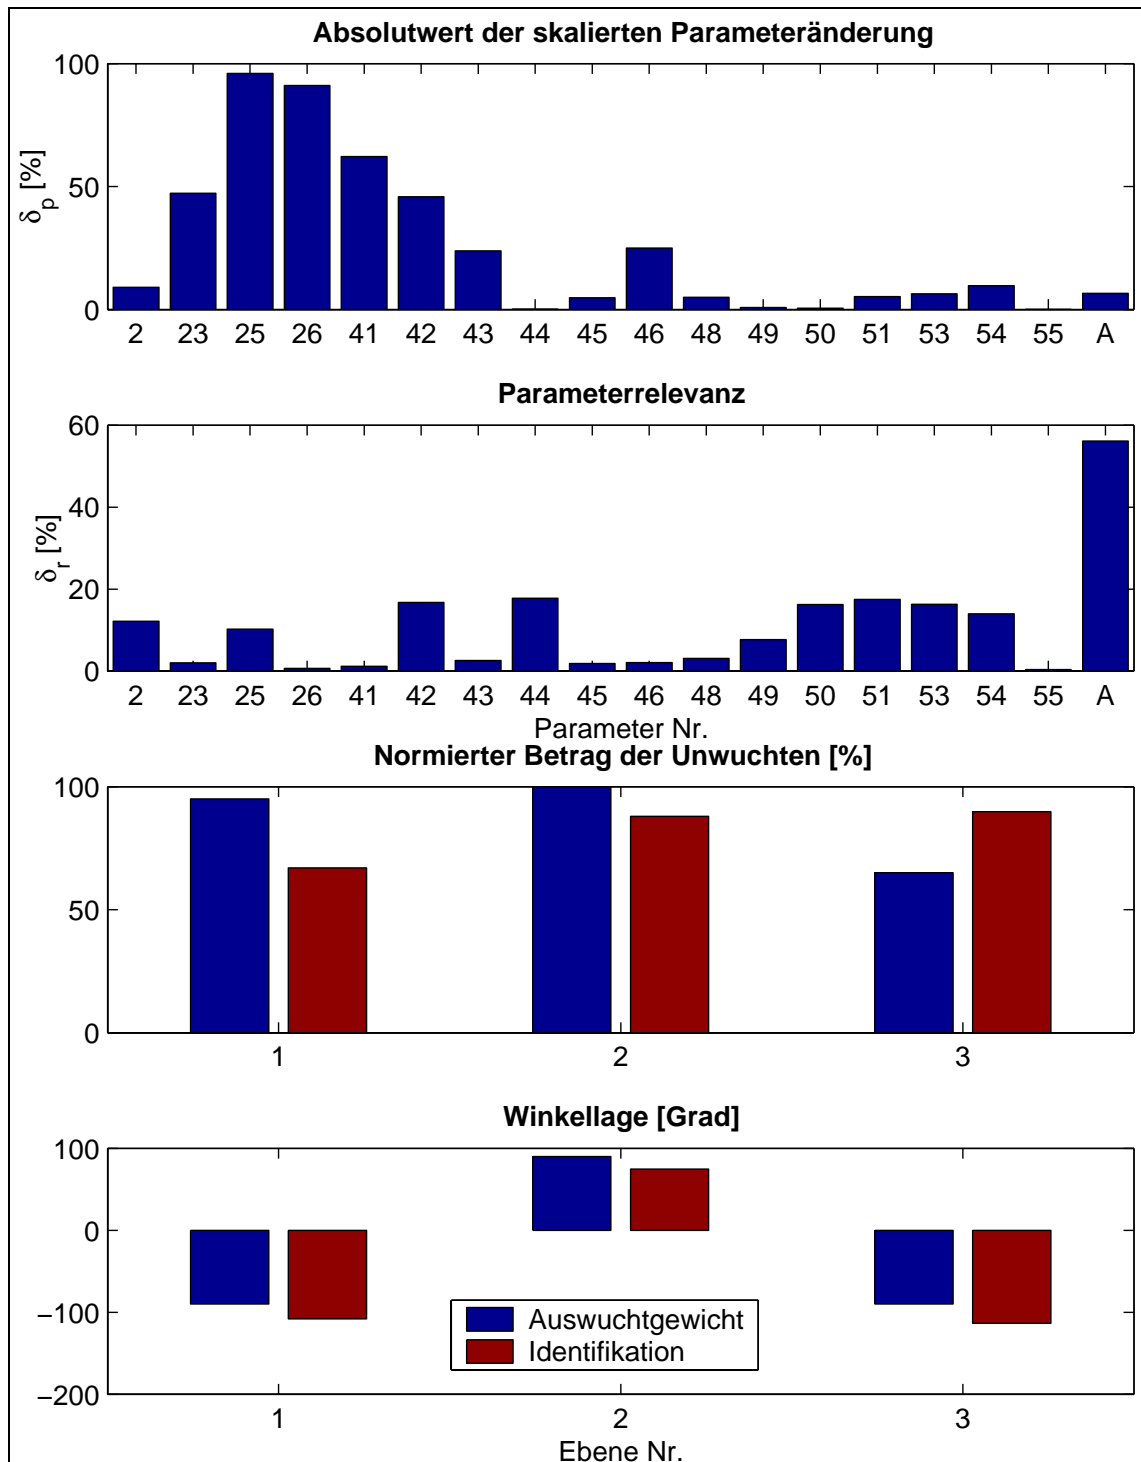 Absolutwert der skalierten Parameteränderung
100
50
0
δp [%]
2 23 25 26 41 42 43 44 45 46 48 49 50 51 53 54 55 A
Parameterrelevanz
60
40
20
0
δr [%]
2 23 25 26 41 42 43 44 45 46 48 49 50 51 53 54 55 A
Parameter Nr.
Normierter Betrag der Unwuchten [%]
100
50
0
1 2 3
Winkellage [Grad]
100
0
−100
−200
Auswuchtgewicht
Identifikation
1 2 3
Ebene Nr.